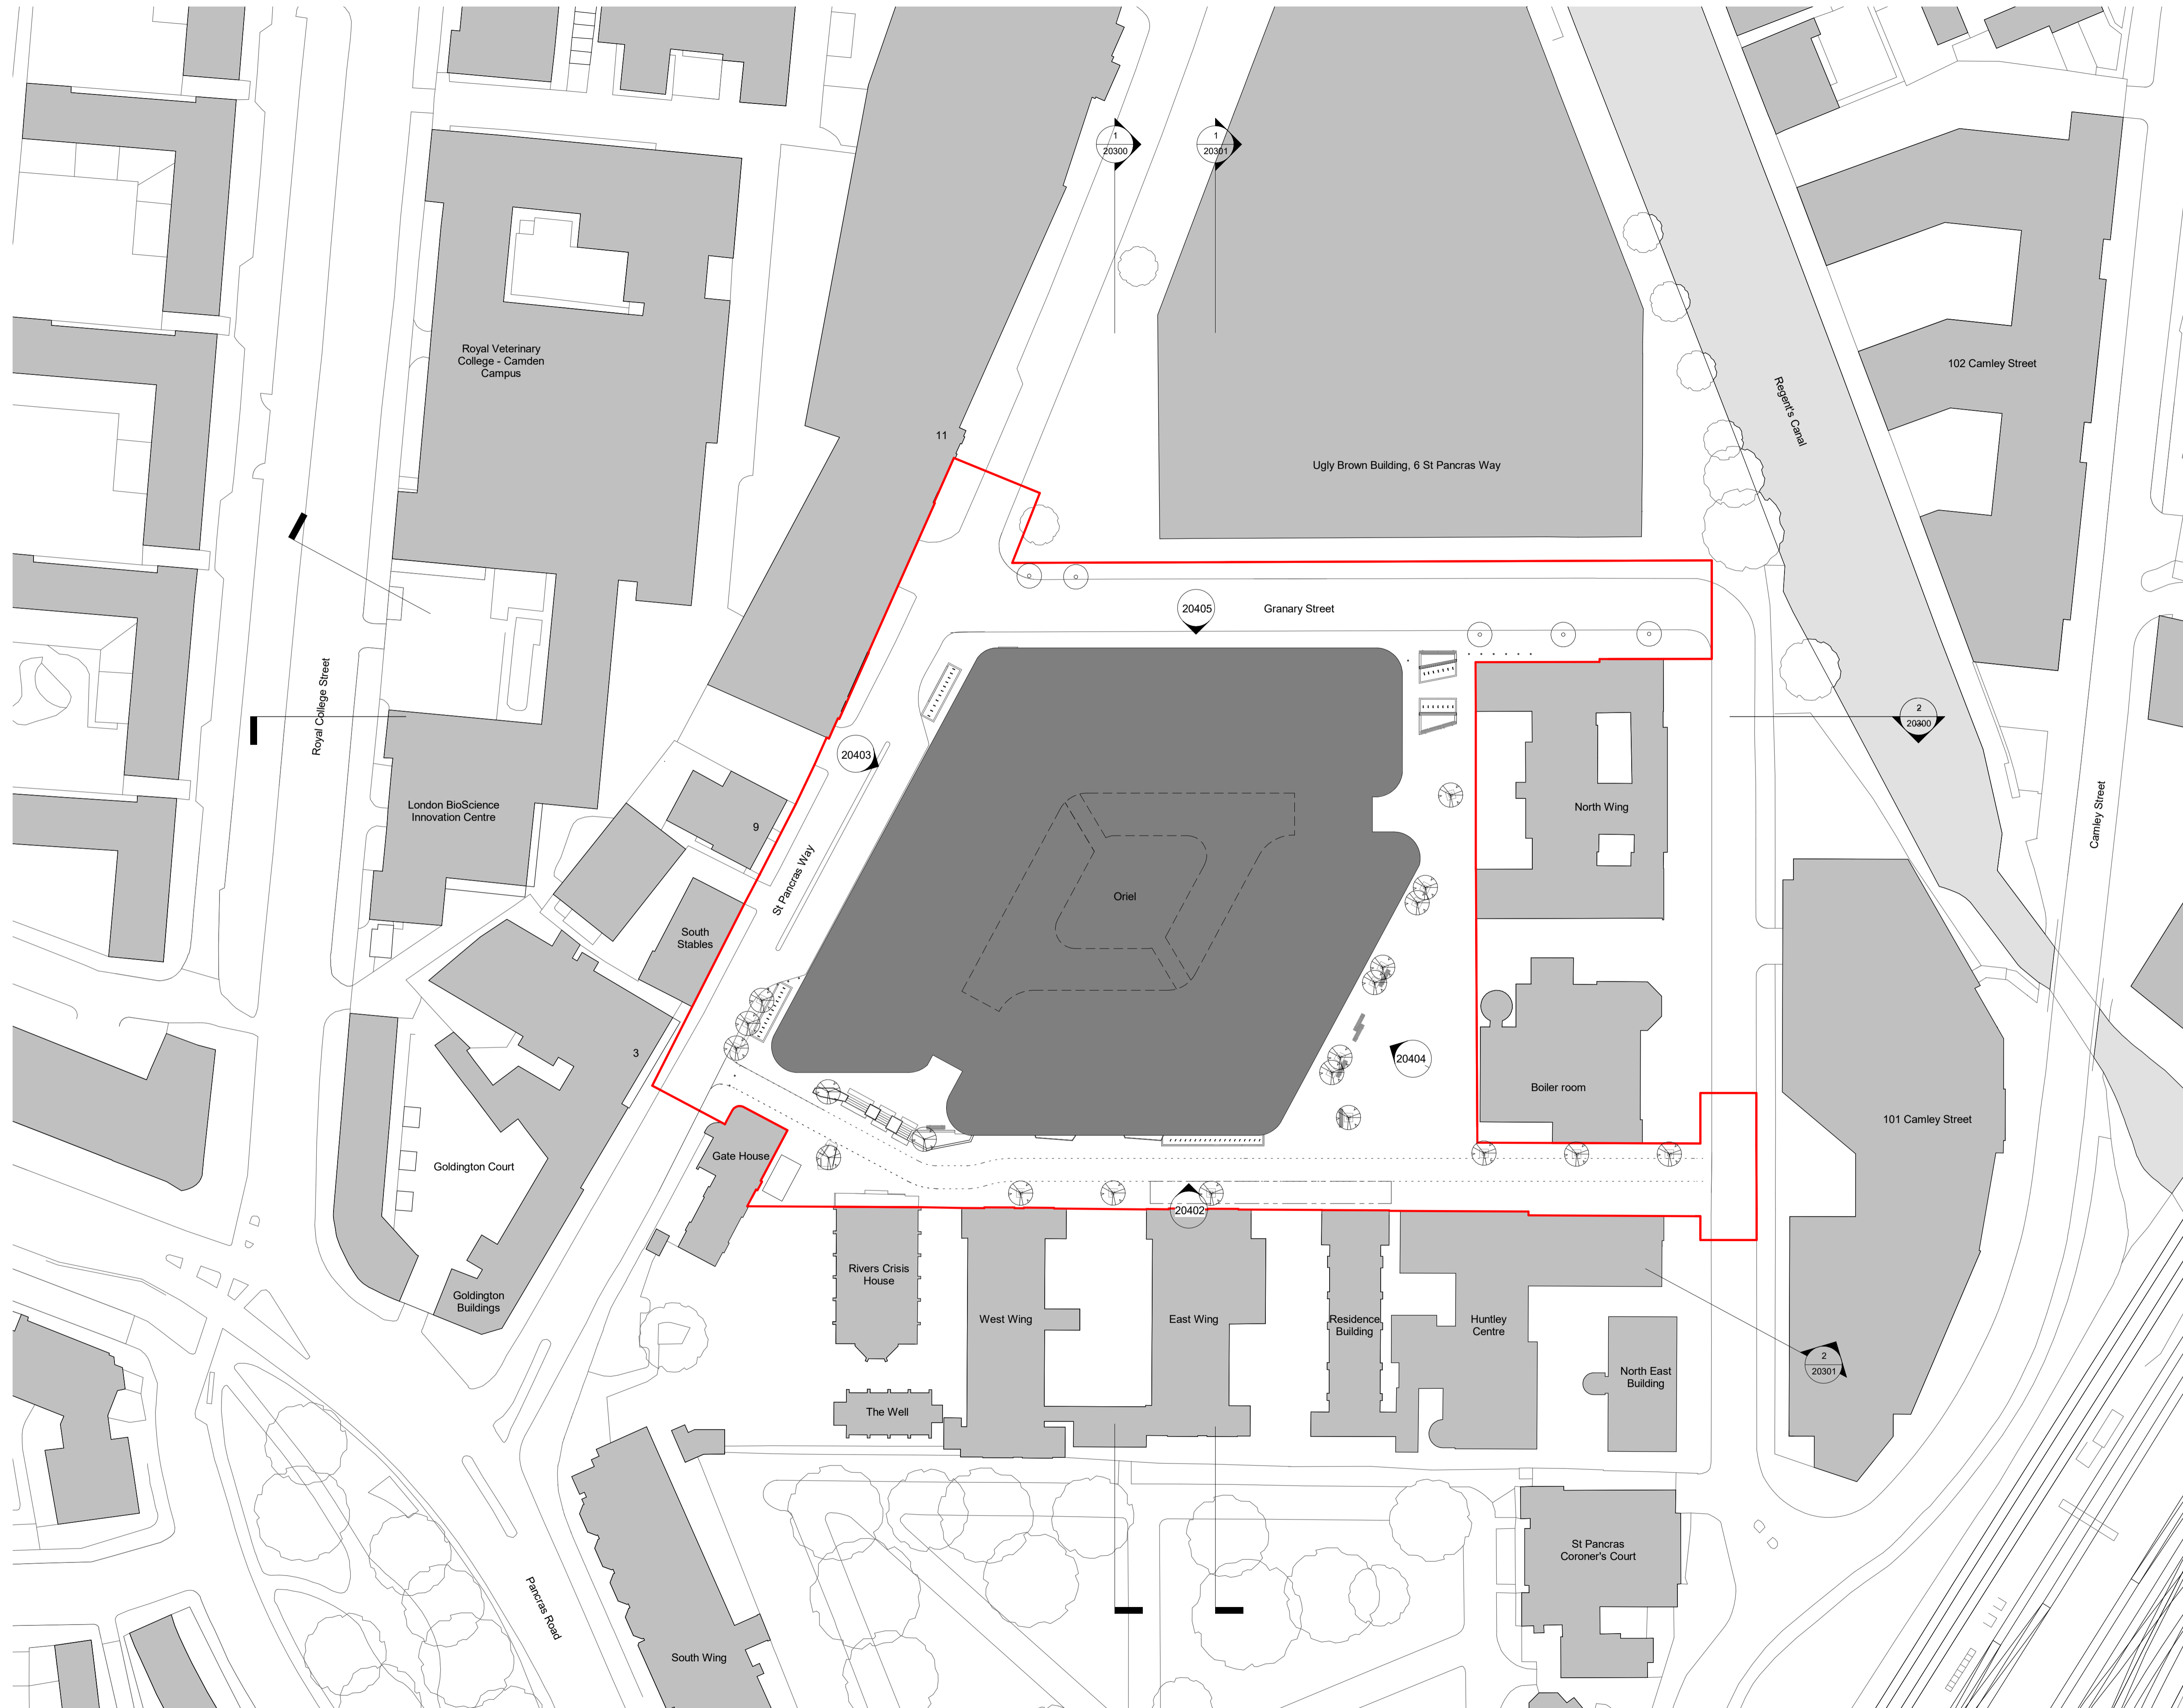 1
20300
1
20301
Royal Veterinary
College - Camden
Campus
102 Camley Street
Regent's Canal
11
Ugly Brown Building, 6 St Pancras Way
20405
Granary Street
Royal College Street
2
20300
20403
London BioScience
Innovation Centre
North Wing
Camley Street
9
St Pancras Way
Oriel
South
Stables
3
20404
Boiler room
101 Camley Street
Gate House
Goldington Court
20402
Rivers Crisis
House
Goldington
Buildings
West Wing
East Wing
Residence
Building
Huntley
Centre
2
20301
North East
Building
The Well
St Pancras
Coroner's Court
Pancras Road
South Wing